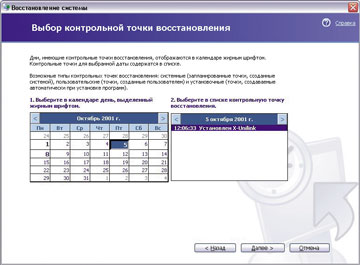 Восстановление системы
Выбор контрольной точки восстановления
Справка
Дни, имеющие контрольные точки восстановления, отображаются в календаре жирным шрифтом.
Контрольные точки для выбранной даты содержатся в списке.
Возможные типы контрольных точек восстановления: системные (запланированные точки, созданные
системой), пользовательские (точки, созданные пользователем) и установочные (точки, создаваемые
автоматически при установке программ).
1. Выберите в календаре день, выделенный
жирным шрифтом.
2. Выберите в списке контрольную точку
восстановления.
< Октябрь 2001 г. >
Пн Вт Ср Чт Пт Сб Вс
24 25 26 27 28 29 30
1 2 3 4 5 6 7
8 9 10 11 12 13 14
15 16 17 18 19 20 21
22 23 24 25 26 27 28
29 30 31 1 2 3 4
< 5 октября 2001 г. >
12:06:33 Установлен X-Unilink
< Назад
Далее >
Отмена